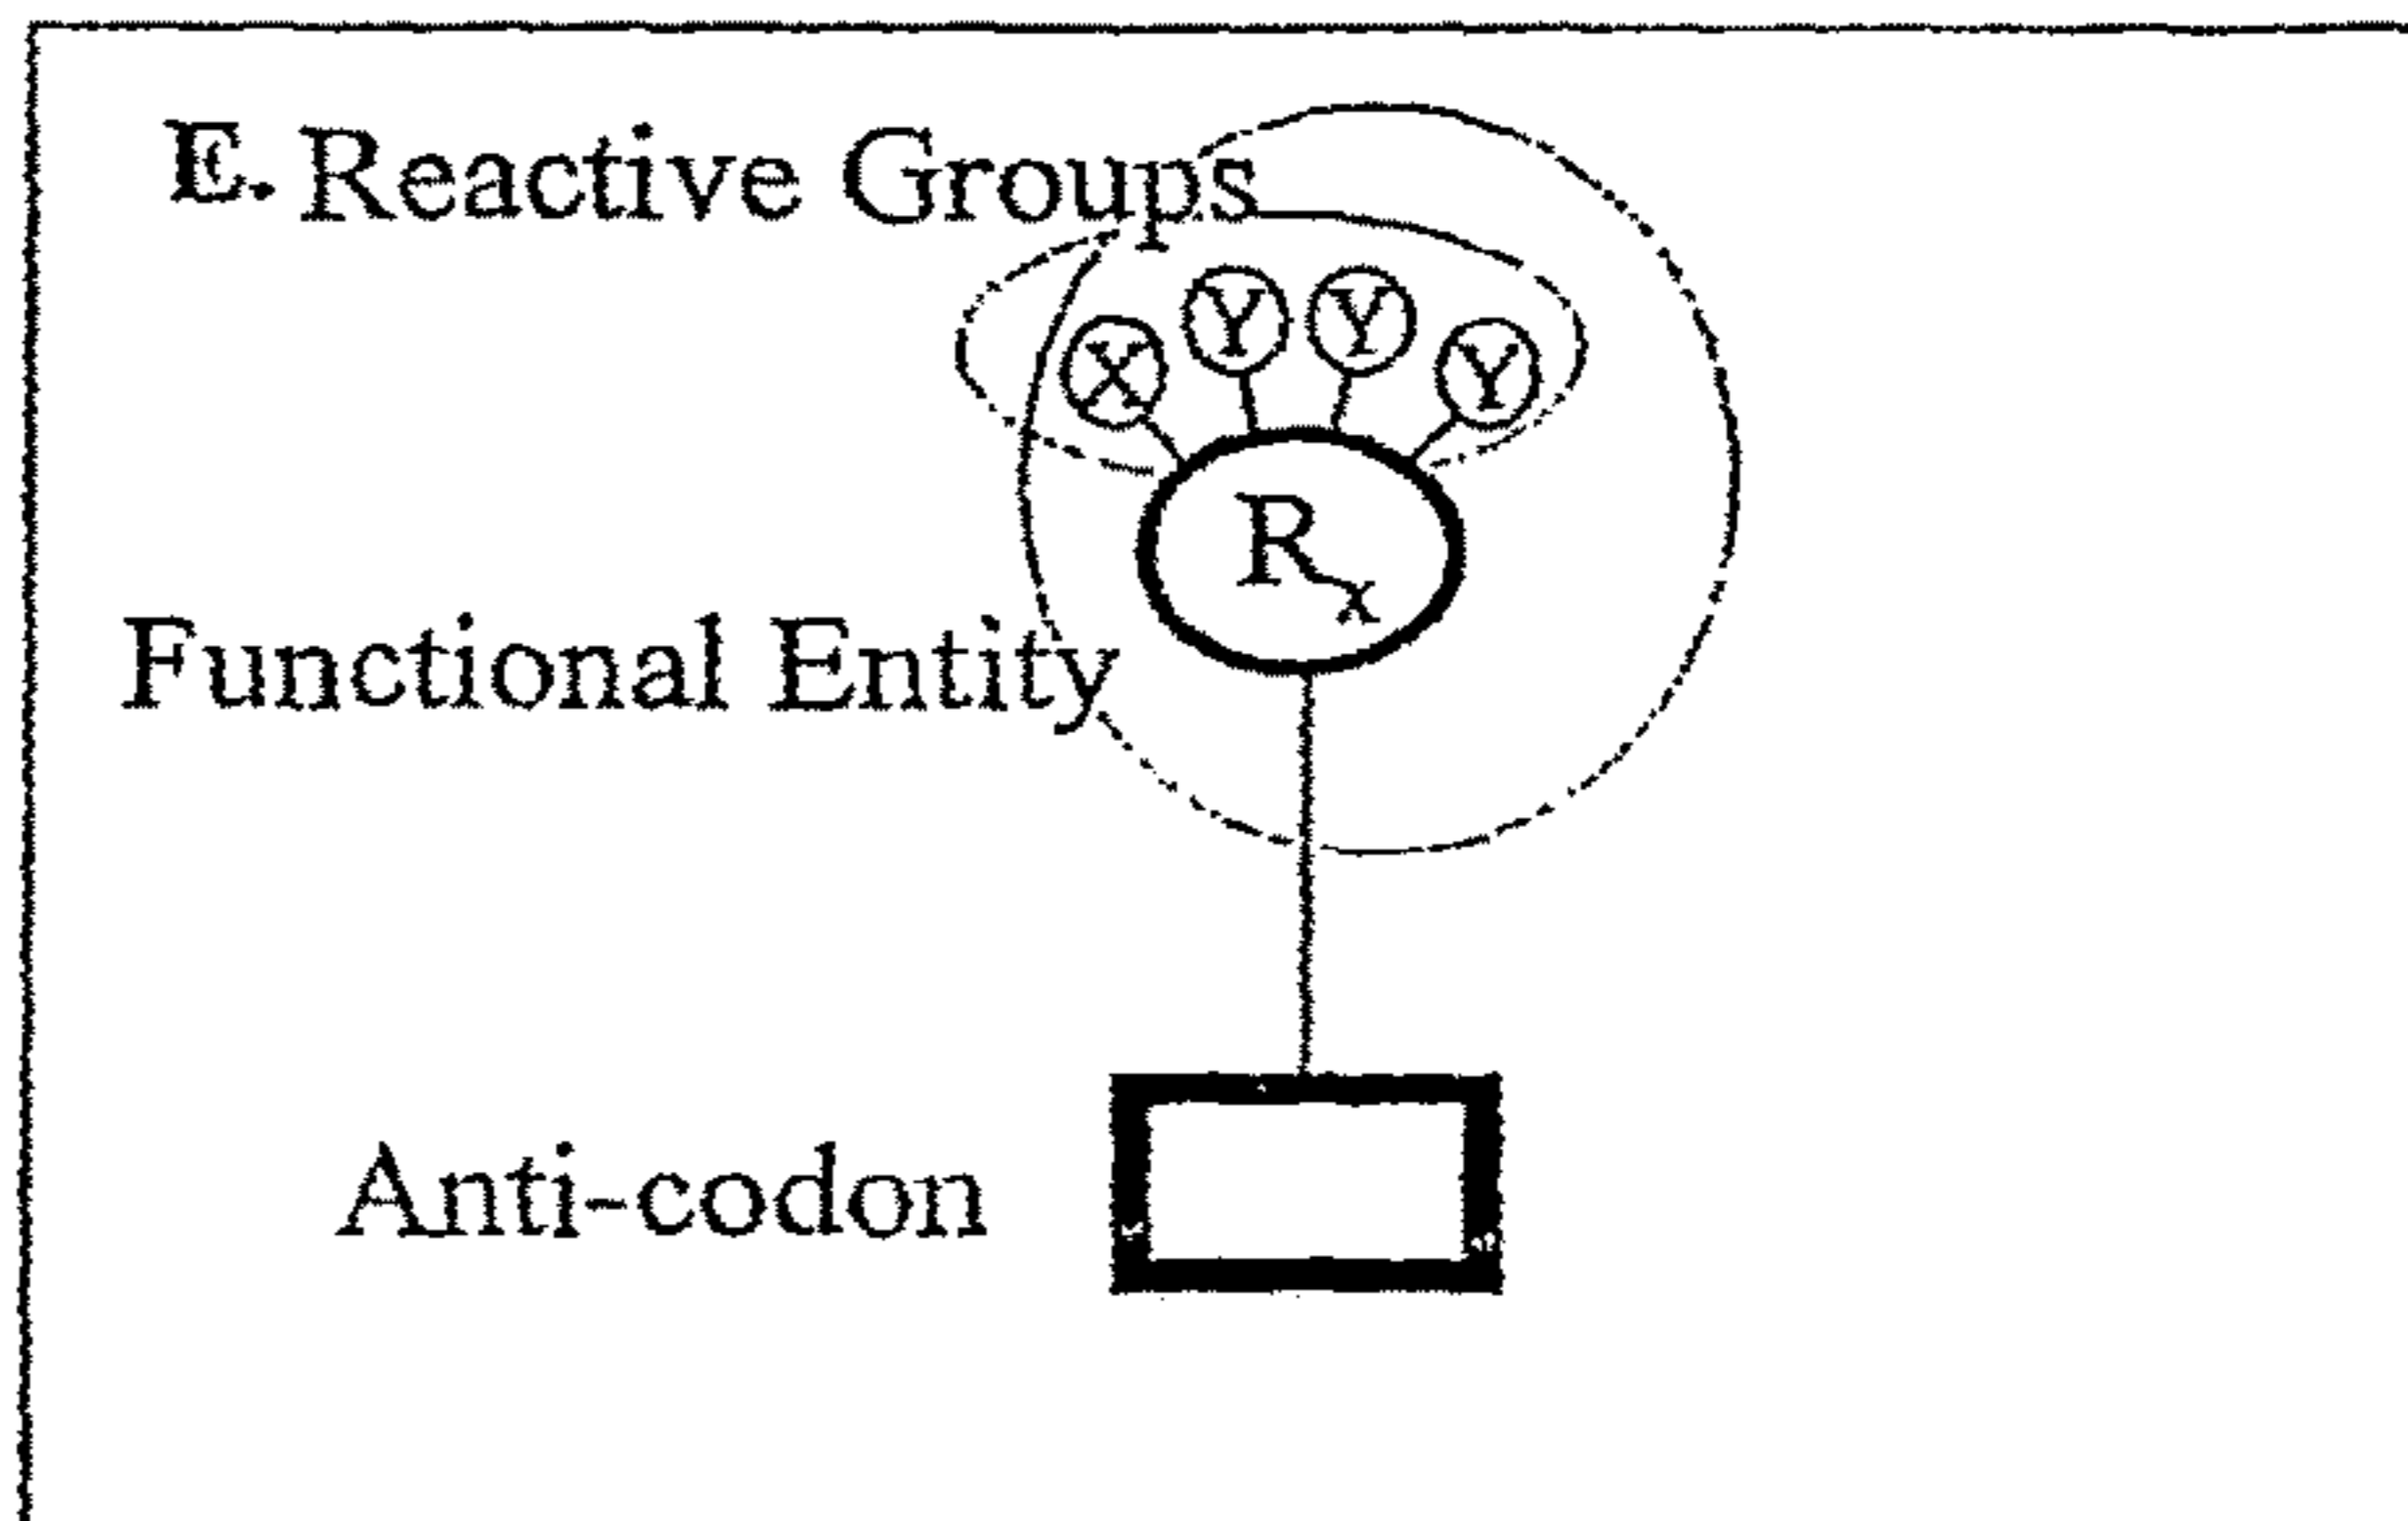 E. Reactive Groups
X Y Y Y
Rx
Functional Entity
Anti-codon